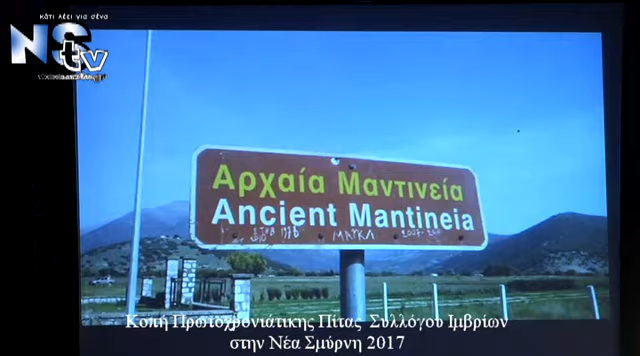 κάτι λέει για σένα
NS
tv
Αρχαία Μαντινεία
Ancient Mantineia
Κοπή Πρωτοχρονιάτικης Πίτας Συλλόγου Ιμβρίων
στην Νέα Σμύρνη 2017